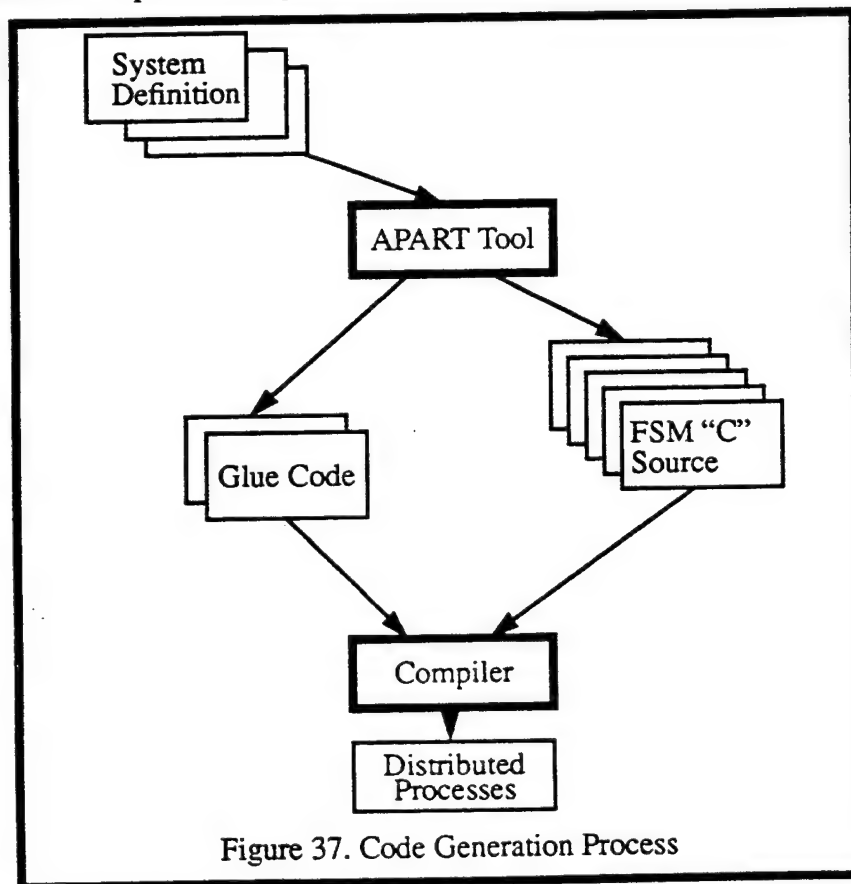 System
Definition
APART Tool
Glue Code
FSM “C”
Source
Compiler
Distributed
Processes
Figure 37. Code Generation Process